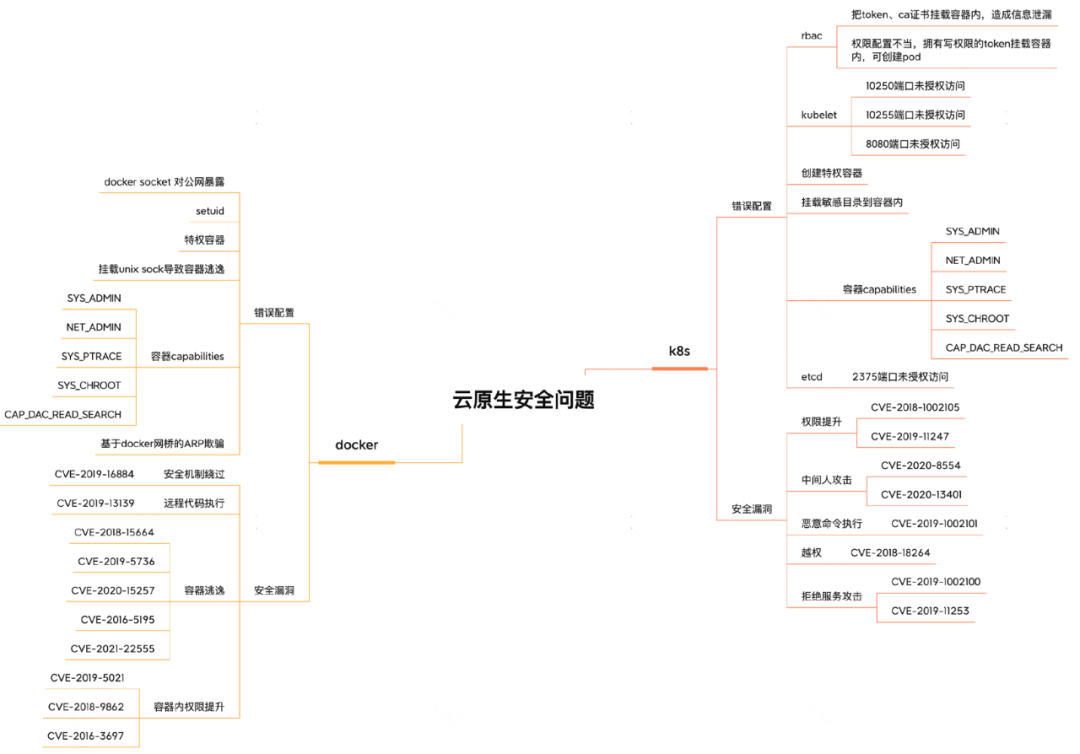 云原生安全问题
docker
错误配置
docker socket 对公网暴露
setuid
特权容器
挂载unix sock导致容器逃逸
容器capabilities
SYS_ADMIN
NET_ADMIN
SYS_PTRACE
SYS_CHROOT
CAP_DAC_READ_SEARCH
基于docker网桥的ARP欺骗
安全漏洞
安全机制绕过
CVE-2019-16884
远程代码执行
CVE-2019-13139
容器逃逸
CVE-2018-15664
CVE-2019-5736
CVE-2020-15257
CVE-2016-5195
CVE-2021-22555
容器内权限提升
CVE-2019-5021
CVE-2018-9862
CVE-2016-3697
k8s
错误配置
rbac
把token、ca证书挂载容器内，造成信息泄漏
权限配置不当，拥有写权限的token挂载容器
内，可创建pod
kubelet
10250端口未授权访问
10255端口未授权访问
8080端口未授权访问
创建特权容器
挂载敏感目录到容器内
容器capabilities
SYS_ADMIN
NET_ADMIN
SYS_PTRACE
SYS_CHROOT
CAP_DAC_READ_SEARCH
etcd
2375端口未授权访问
安全漏洞
权限提升
CVE-2018-1002105
CVE-2019-11247
中间人攻击
CVE-2020-8554
CVE-2020-13401
恶意命令执行
CVE-2019-1002101
越权
CVE-2018-18264
拒绝服务攻击
CVE-2019-1002100
CVE-2019-11253